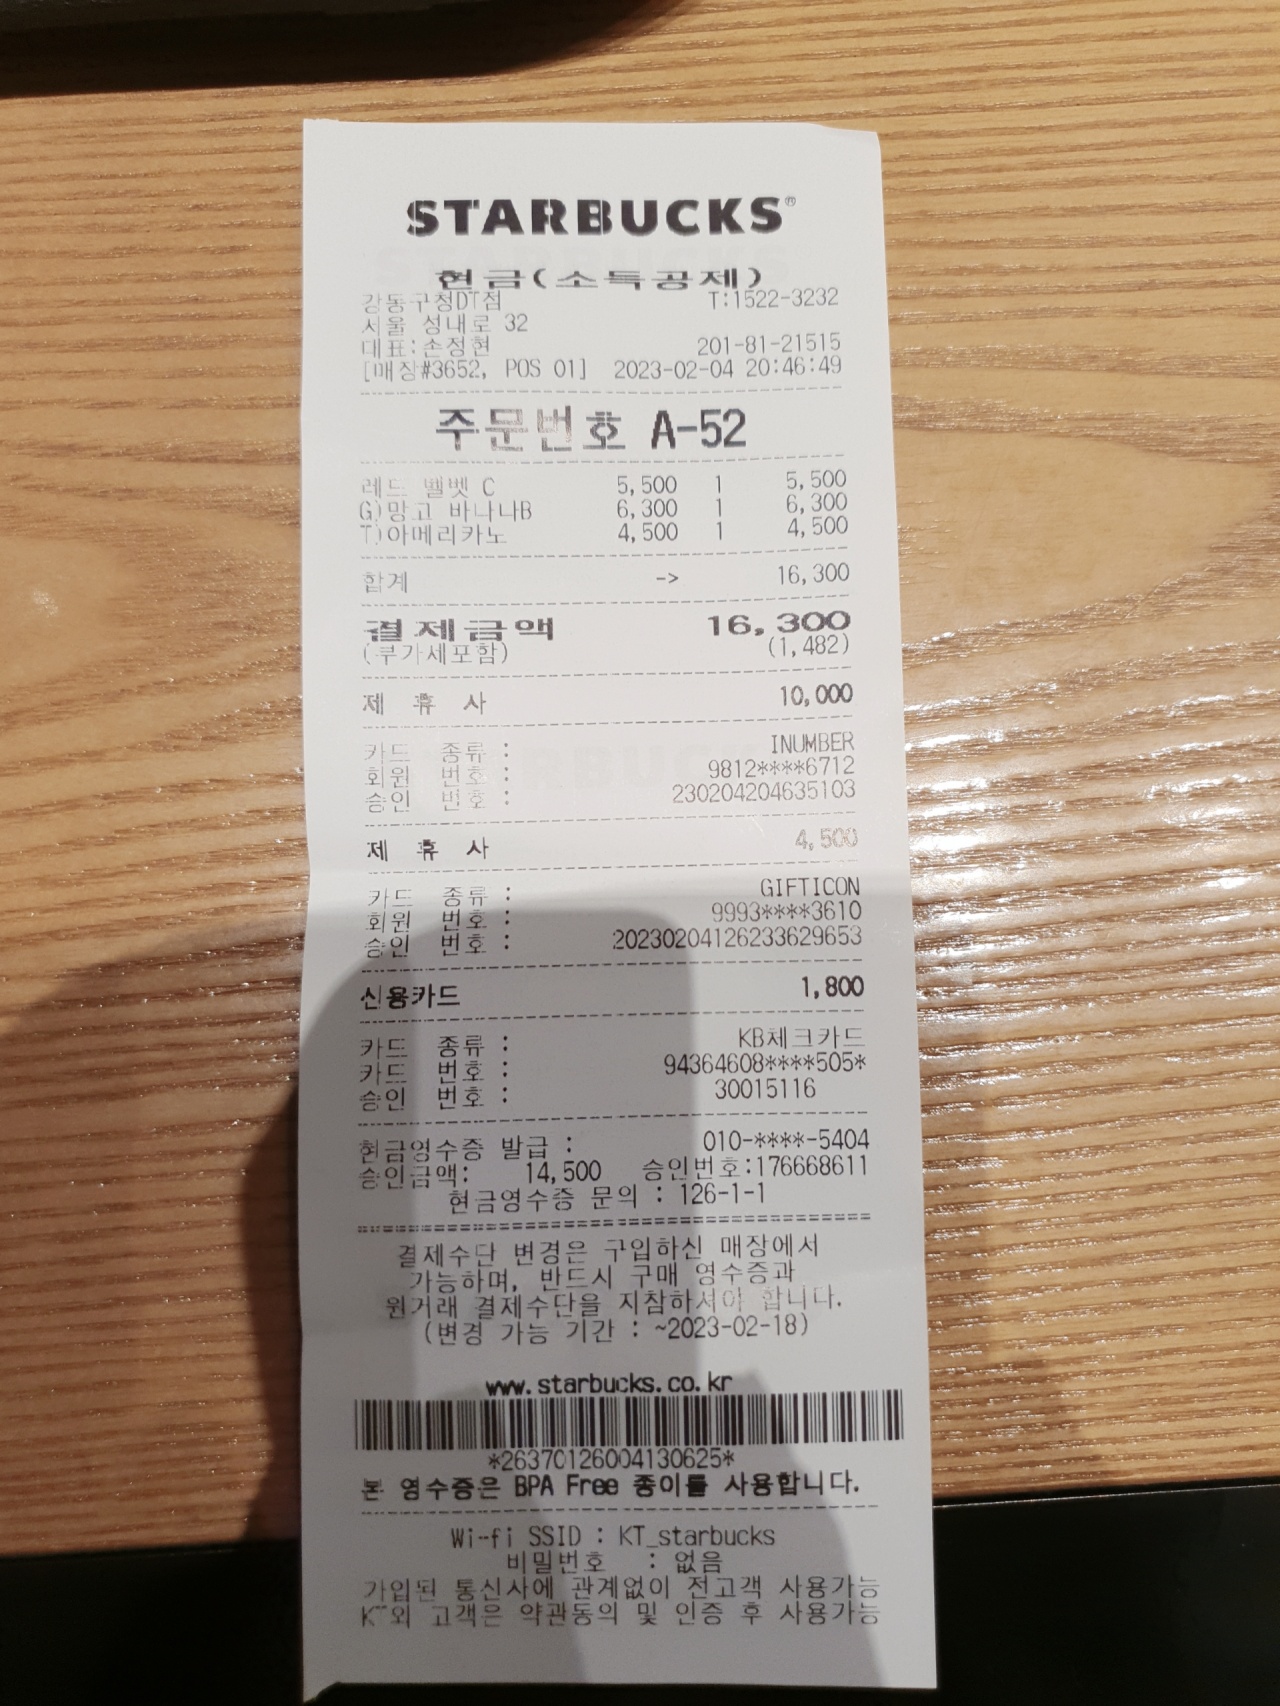 STARBUCKS®
현금(소득공제)
강동구청DT점 T:1522-3232
서울 성내로 32
대표:손정현 201-81-21515
[매장#3652, POS 01] 2023-02-04 20:46:49
주문번호 A-52
레드 벨벳 C 5,500 1 5,500
G)망고 바나나B 6,300 1 6,300
T)아메리카노 4,500 1 4,500
합계 -> 16,300
결제금액 16,300
(부가세포함) (1,482)
제 휴 사 10,000
카드 종류 : INUMBER
회원 번호 : 9812****6712
승인 번호 : 230204204635103
제 휴 사 4,500
카드 종류 : GIFTICON
회원 번호 : 9993****3610
승인 번호 : 20230204126233629653
신용카드 1,800
카드 종류 : KB체크카드
카드 번호 : 94364608****505*
승인 번호 : 30015116
현금영수증 발급 : 010-****-5404
승인금액: 14,500 승인번호:176668611
현금영수증 문의 : 126-1-1
결제수단 변경은 구입하신 매장에서
가능하며, 반드시 구매 영수증과
원거래 결제수단을 지참하셔야 합니다.
(변경 가능 기간 : ~2023-02-18)
www.starbucks.co.kr
*26370126004130625*
본 영수증은 BPA Free 종이를 사용합니다.
Wi-fi SSID : KT_starbucks
비밀번호 : 없음
가입된 통신사에 관계없이 전고객 사용가능
KT외 고객은 약관동의 및 인증 후 사용가능